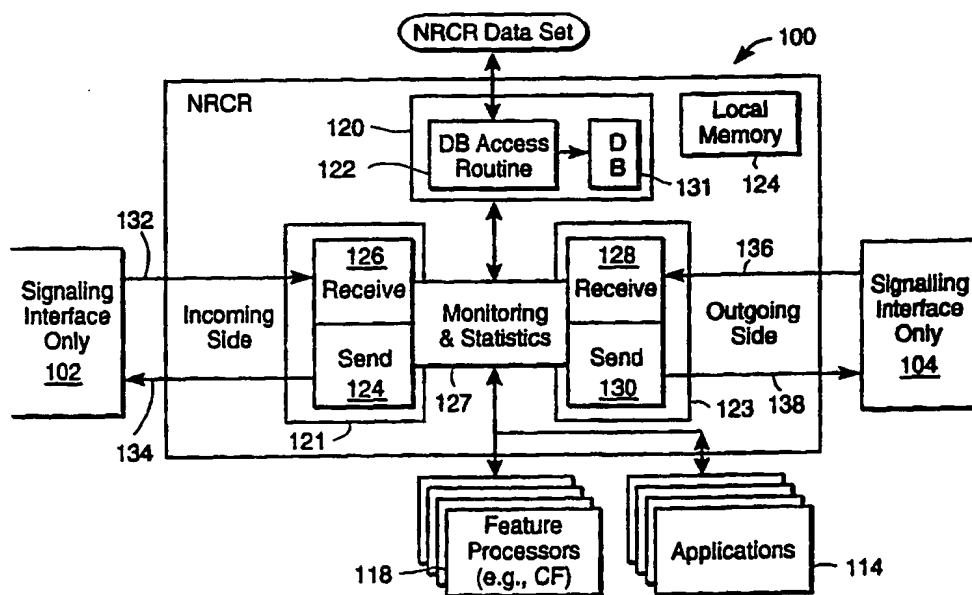 NRCR Data Set
100
NRCR
120
122
DB Access
Routine
D
B
131
Local
Memory
124
132
126
Receive
128
Receive
136
Signaling
Interface
Only
102
Incoming
Side
Monitoring
& Statistics
Outgoing
Side
Signalling
Interface
Only
104
Send
124
Send
130
134
121
127
123
138
Feature
Processors
(e.g., CF)
118
Applications
114